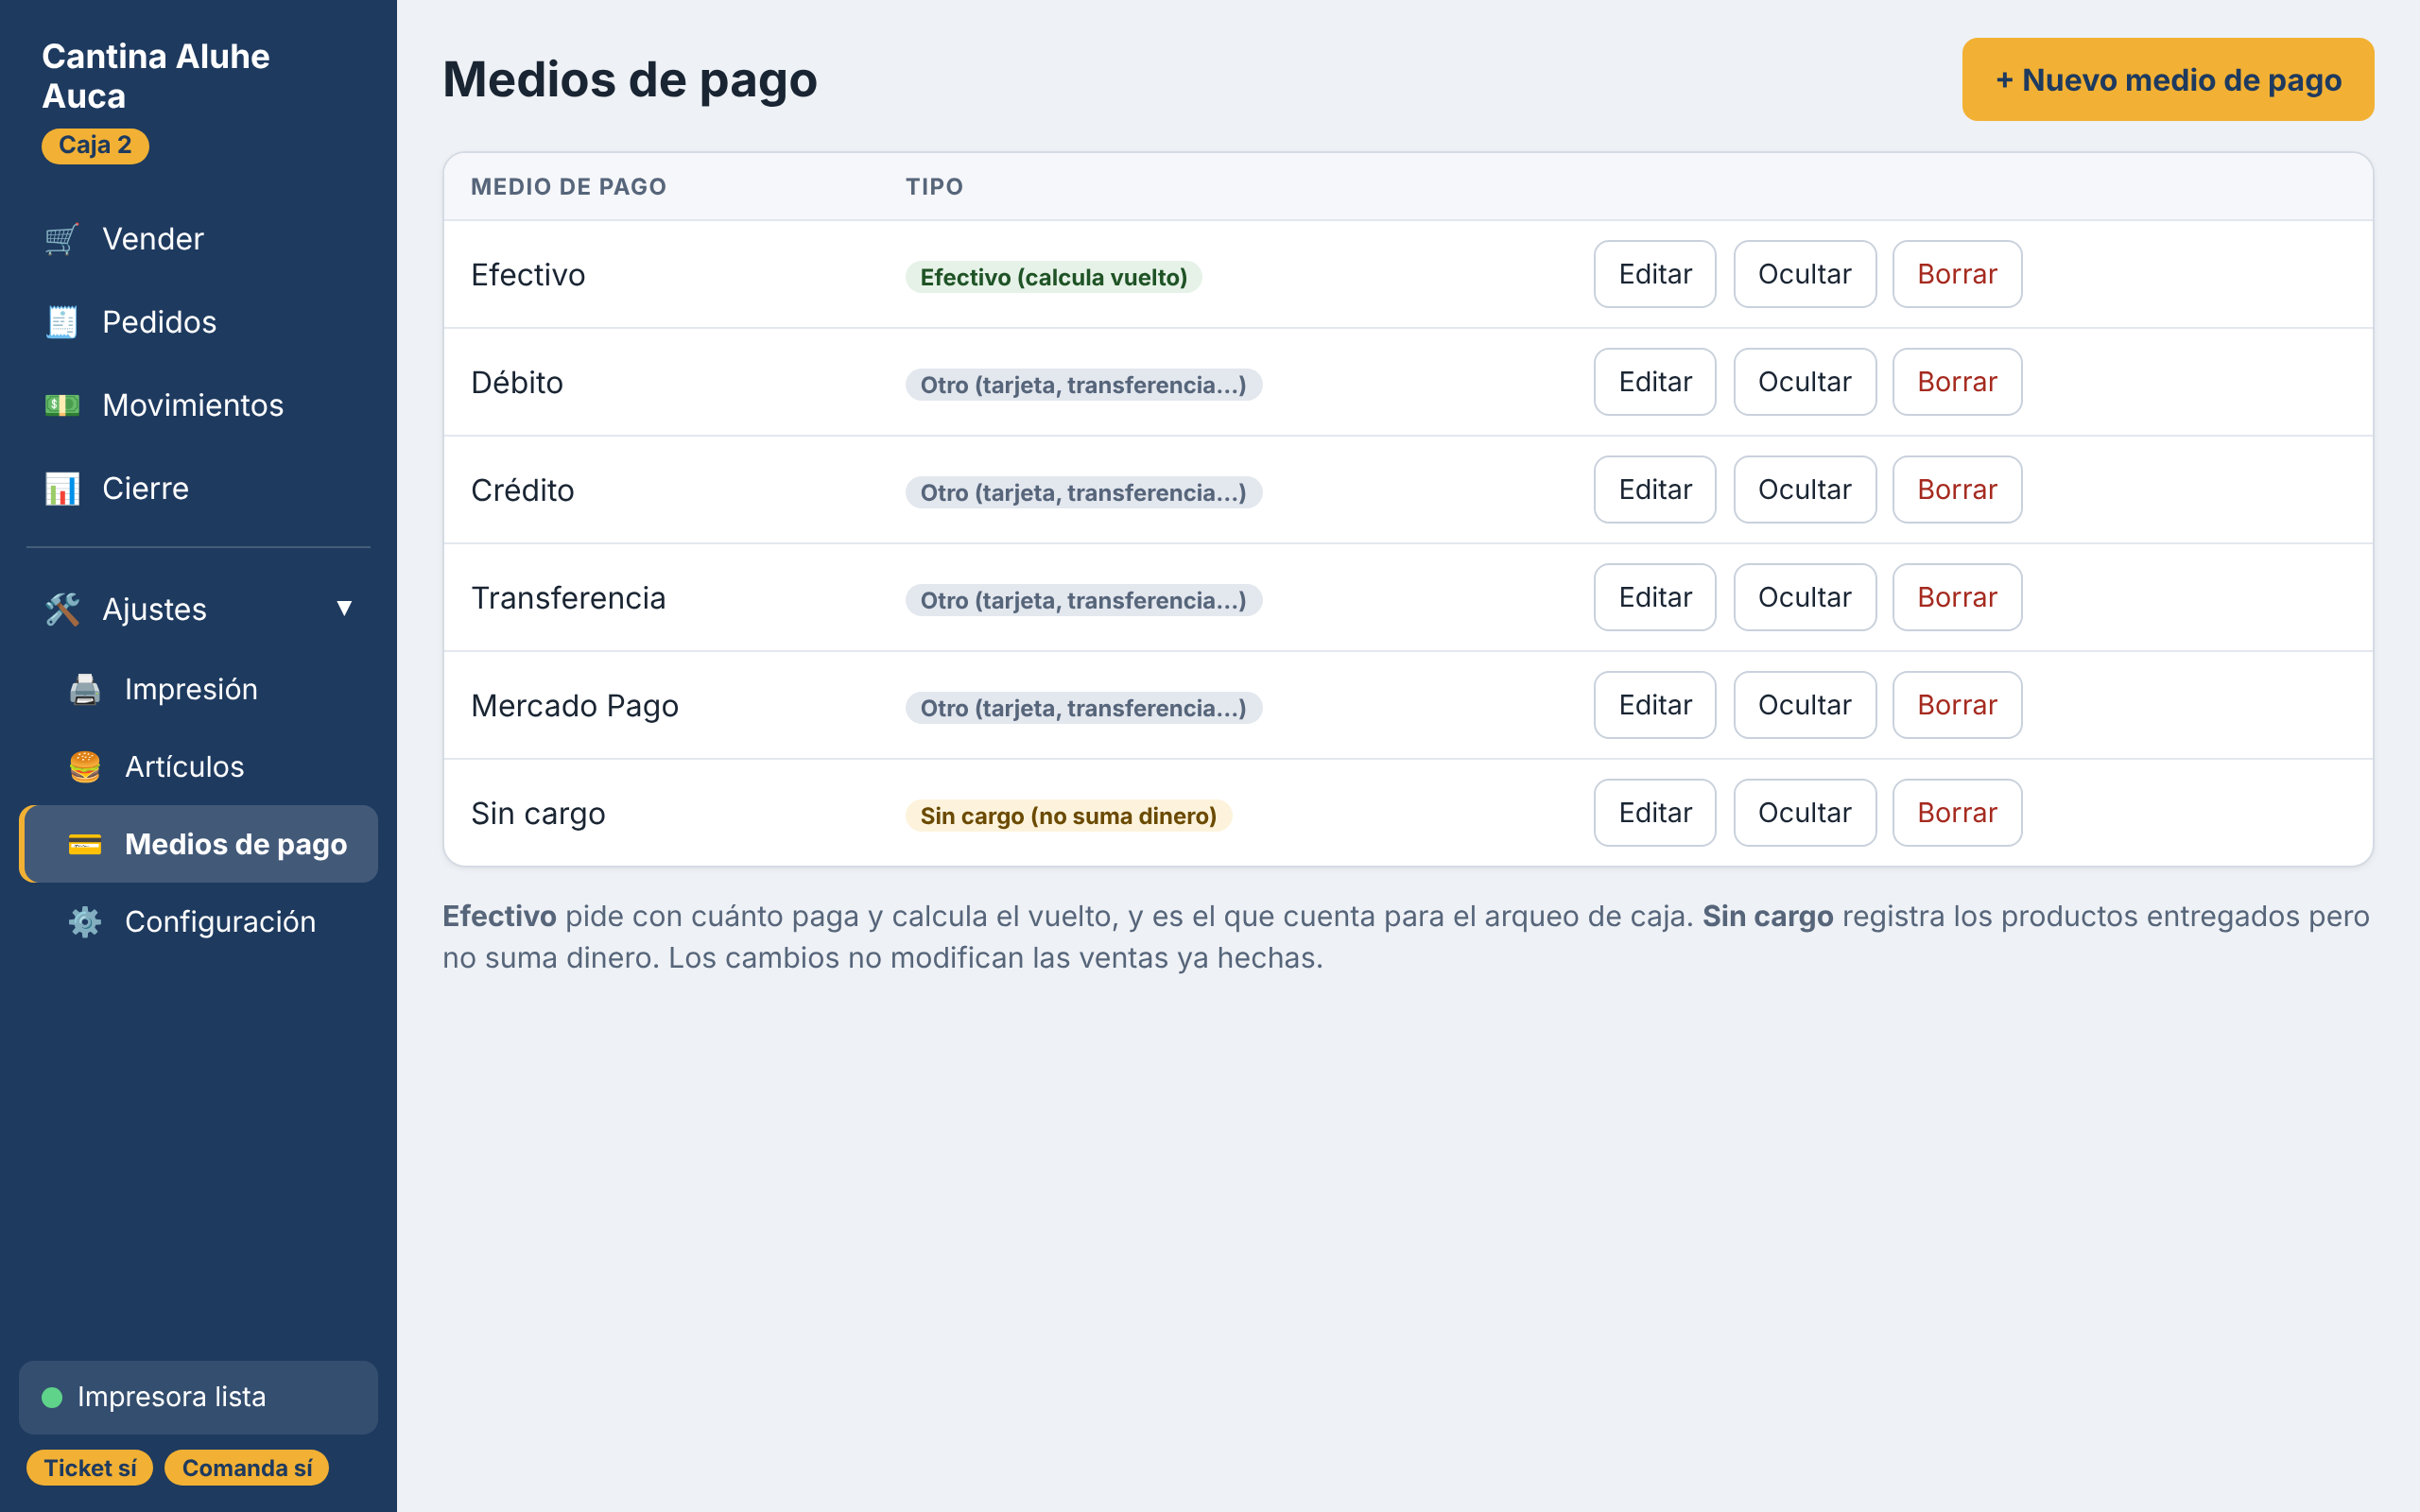 Cantina Aluhe
Auca
Caja 2
Vender
Pedidos
Movimientos
Cierre
Ajustes ▼
Impresión
Artículos
Medios de pago
Configuración
Impresora lista
Ticket sí Comanda sí
Medios de pago
+ Nuevo medio de pago
MEDIO DE PAGO TIPO
Efectivo Efectivo (calcula vuelto) Editar Ocultar Borrar
Débito Otro (tarjeta, transferencia...) Editar Ocultar Borrar
Crédito Otro (tarjeta, transferencia...) Editar Ocultar Borrar
Transferencia Otro (tarjeta, transferencia...) Editar Ocultar Borrar
Mercado Pago Otro (tarjeta, transferencia...) Editar Ocultar Borrar
Sin cargo Sin cargo (no suma dinero) Editar Ocultar Borrar
Efectivo pide con cuánto paga y calcula el vuelto, y es el que cuenta para el arqueo de caja. Sin cargo registra los productos entregados pero
no suma dinero. Los cambios no modifican las ventas ya hechas.